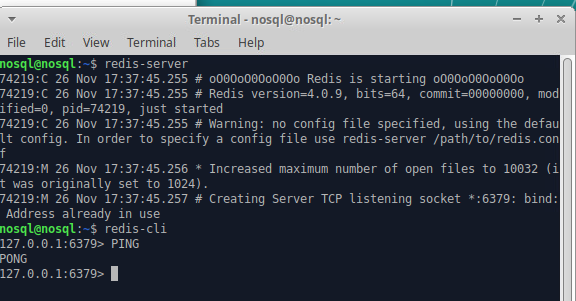 Terminal - nosql@nosql: ~
File Edit View Terminal Tabs Help
nosql@nosql:~$ redis-server
74219:C 26 Nov 17:37:45.255 # oO0OoO0OoO0Oo Redis is starting oO0OoO0OoO0Oo
74219:C 26 Nov 17:37:45.255 # Redis version=4.0.9, bits=64, commit=00000000, mod
ified=0, pid=74219, just started
74219:C 26 Nov 17:37:45.255 # Warning: no config file specified, using the defau
lt config. In order to specify a config file use redis-server /path/to/redis.con
f
74219:M 26 Nov 17:37:45.256 * Increased maximum number of open files to 10032 (i
t was originally set to 1024).
74219:M 26 Nov 17:37:45.257 # Creating Server TCP listening socket *:6379: bind:
 Address already in use
nosql@nosql:~$ redis-cli
127.0.0.1:6379> PING
PONG
127.0.0.1:6379>